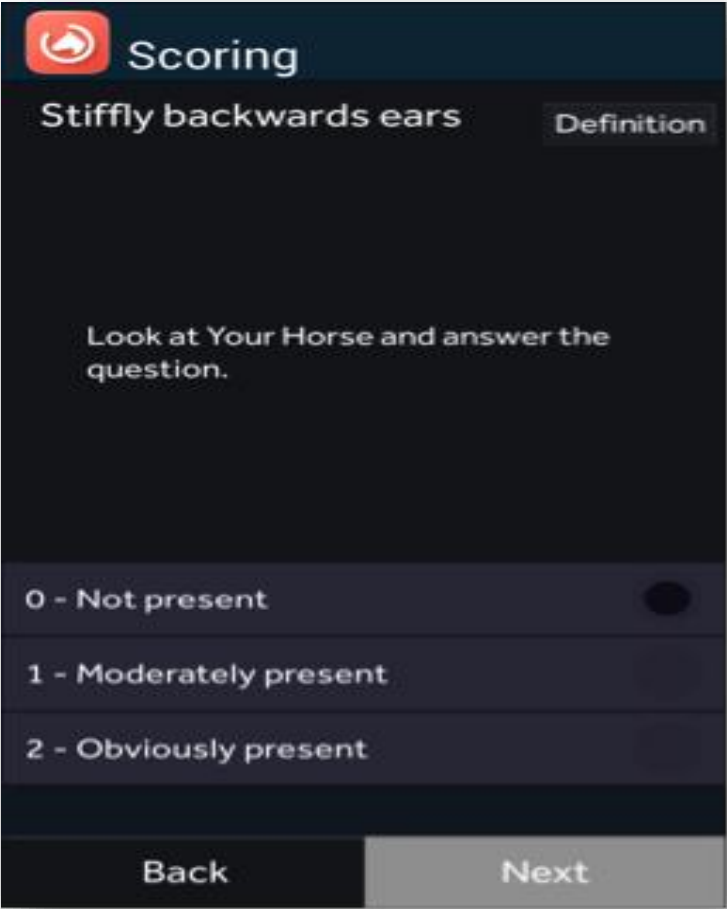 Scoring
Stiffly backwards ears
Definition
Look at Your Horse and answer the
question.
0 - Not present
1 - Moderately present
2 - Obviously present
Back
Next